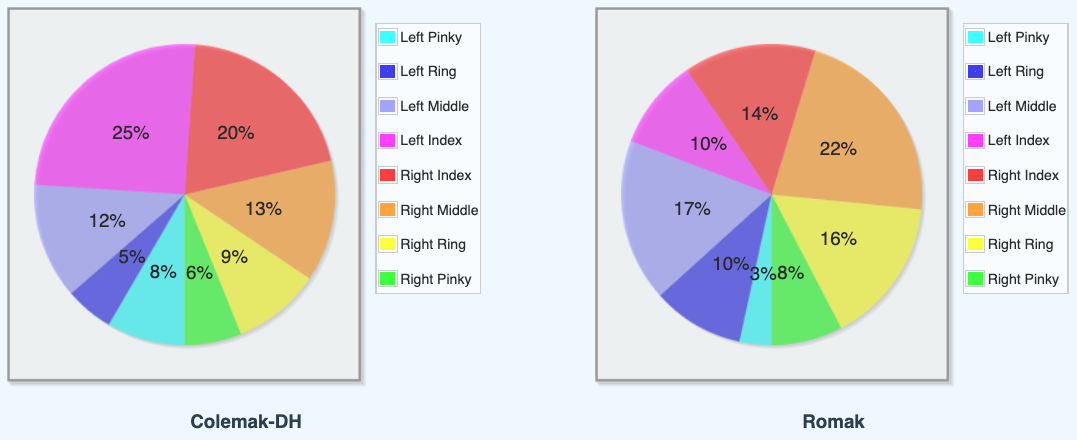 25%
20%
13%
12%
5%
8%
6%
9%
Left Pinky
Left Ring
Left Middle
Left Index
Right Index
Right Middle
Right Ring
Right Pinky
Colemak-DH
14%
22%
10%
17%
16%
10%
3%
8%
Left Pinky
Left Ring
Left Middle
Left Index
Right Index
Right Middle
Right Ring
Right Pinky
Romak